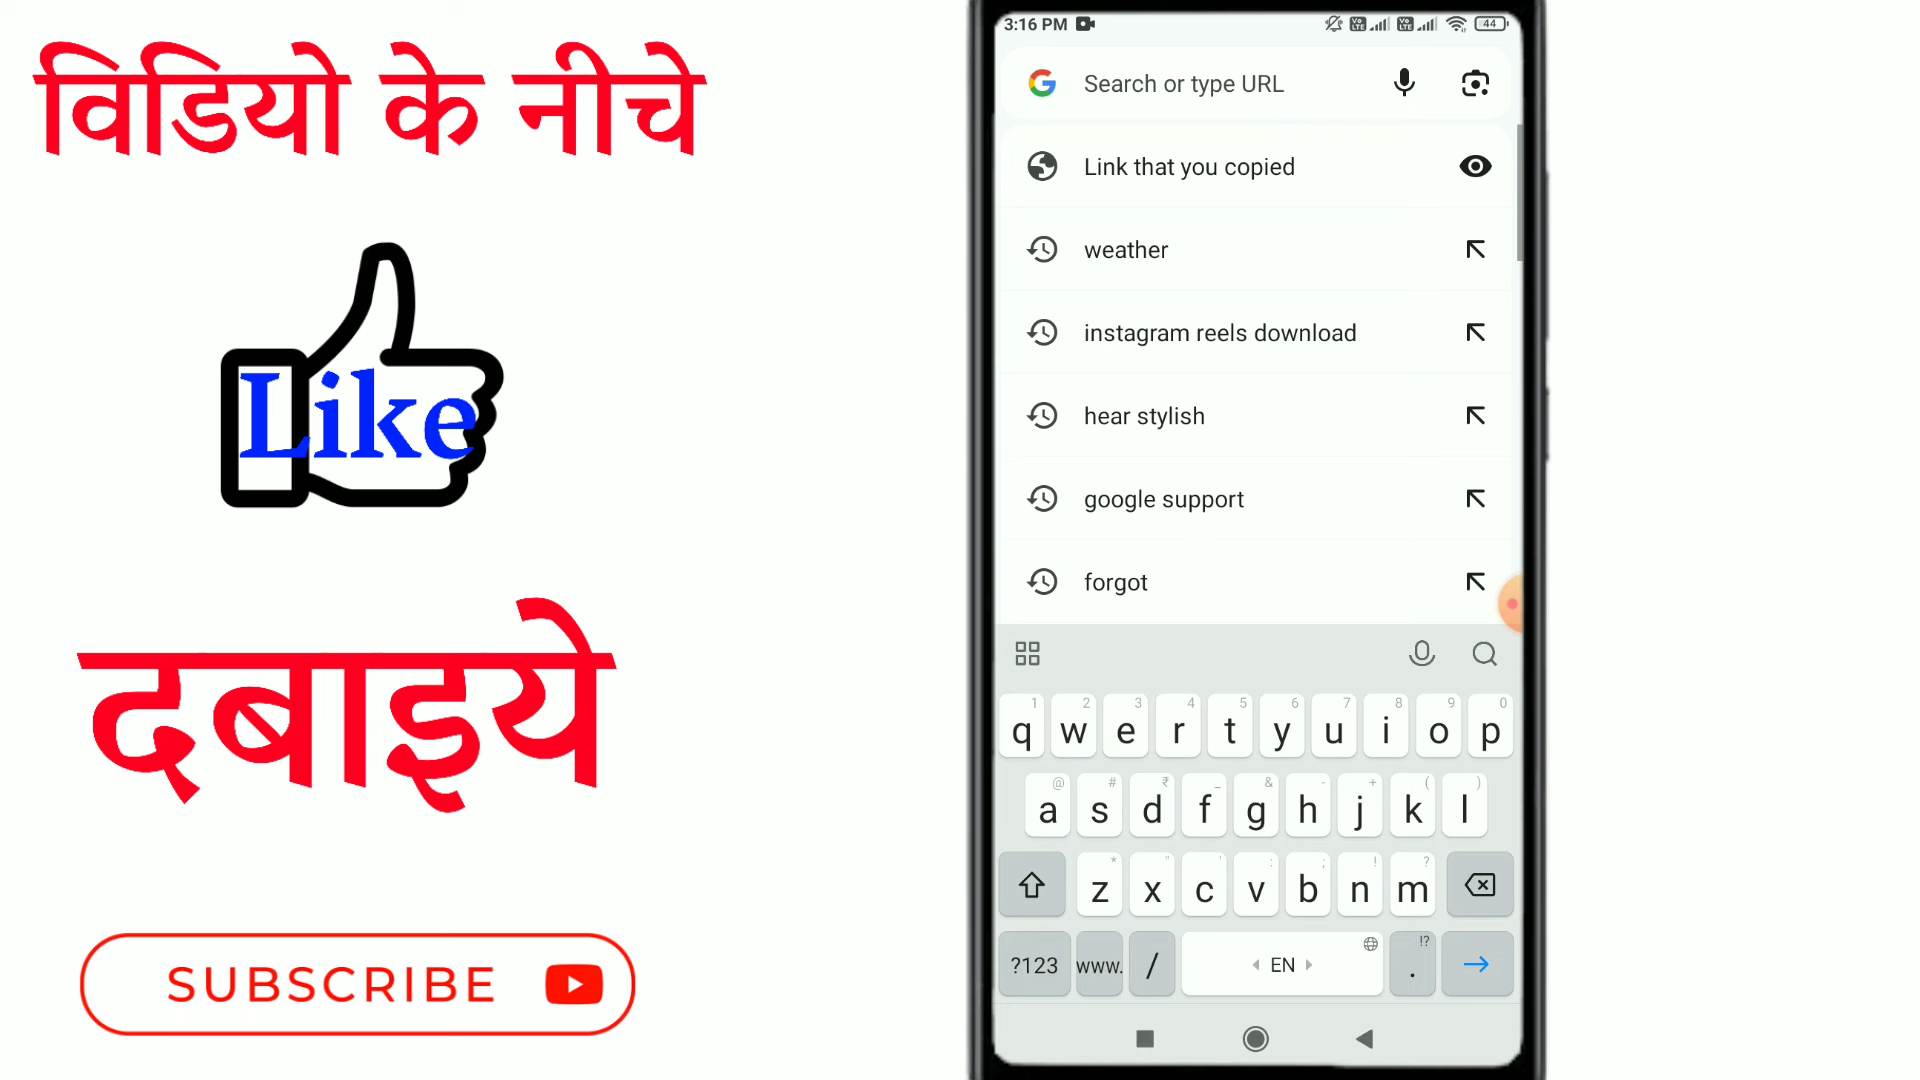 विडियो के नीचे
Like
दबाइये
SUBSCRIBE
3:16 PM
44
Search or type URL
Link that you copied
weather
instagram reels download
hear stylish
google support
forgot
1 2 3 4 5 6 7 8 9 0
q w e r t y u i o p
@ # ₹ _ & - + ( )
a s d f g h j k l
* " ' : ; ! ?
z x c v b n m
!?
?123 www. / EN .